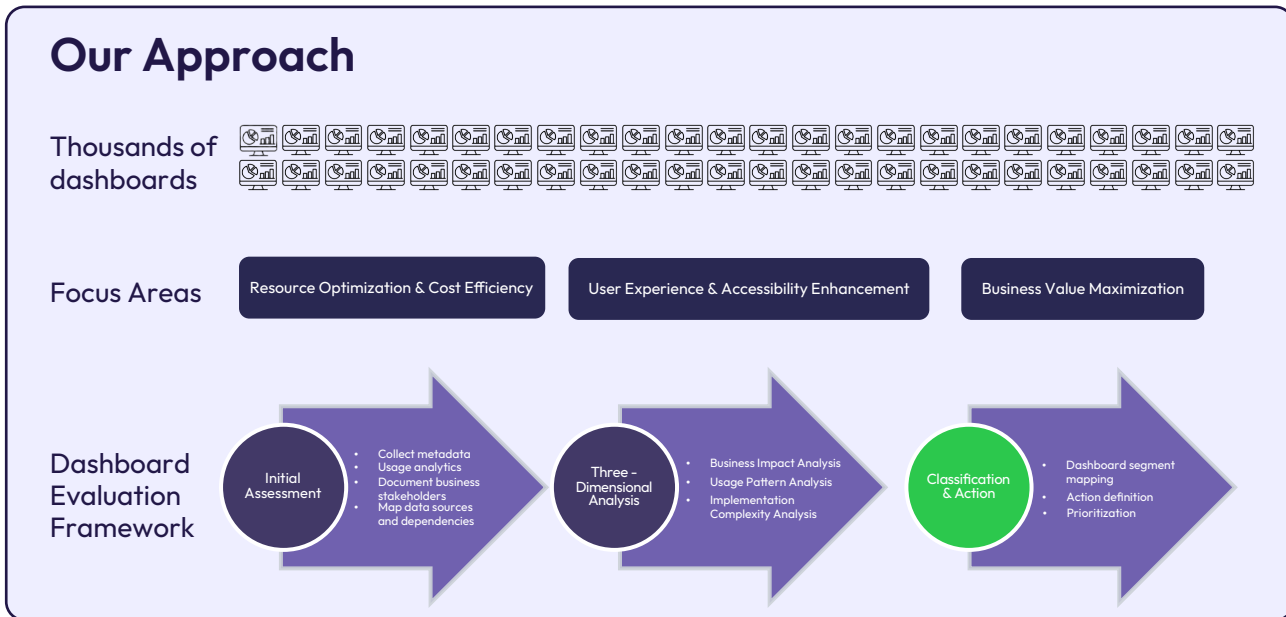 Our Approach
Thousands of
dashboards
Focus Areas
Resource Optimization & Cost Efficiency
User Experience & Accessibility Enhancement
Business Value Maximization
Dashboard
Evaluation
Framework
Initial
Assessment
• Collect metadata
• Usage analytics
• Document business
stakeholders
• Map data sources
and dependencies
Three -
Dimensional
Analysis
• Business Impact Analysis
• Usage Pattern Analysis
• Implementation
Complexity Analysis
Classification
& Action
• Dashboard segment
mapping
• Action definition
• Prioritization